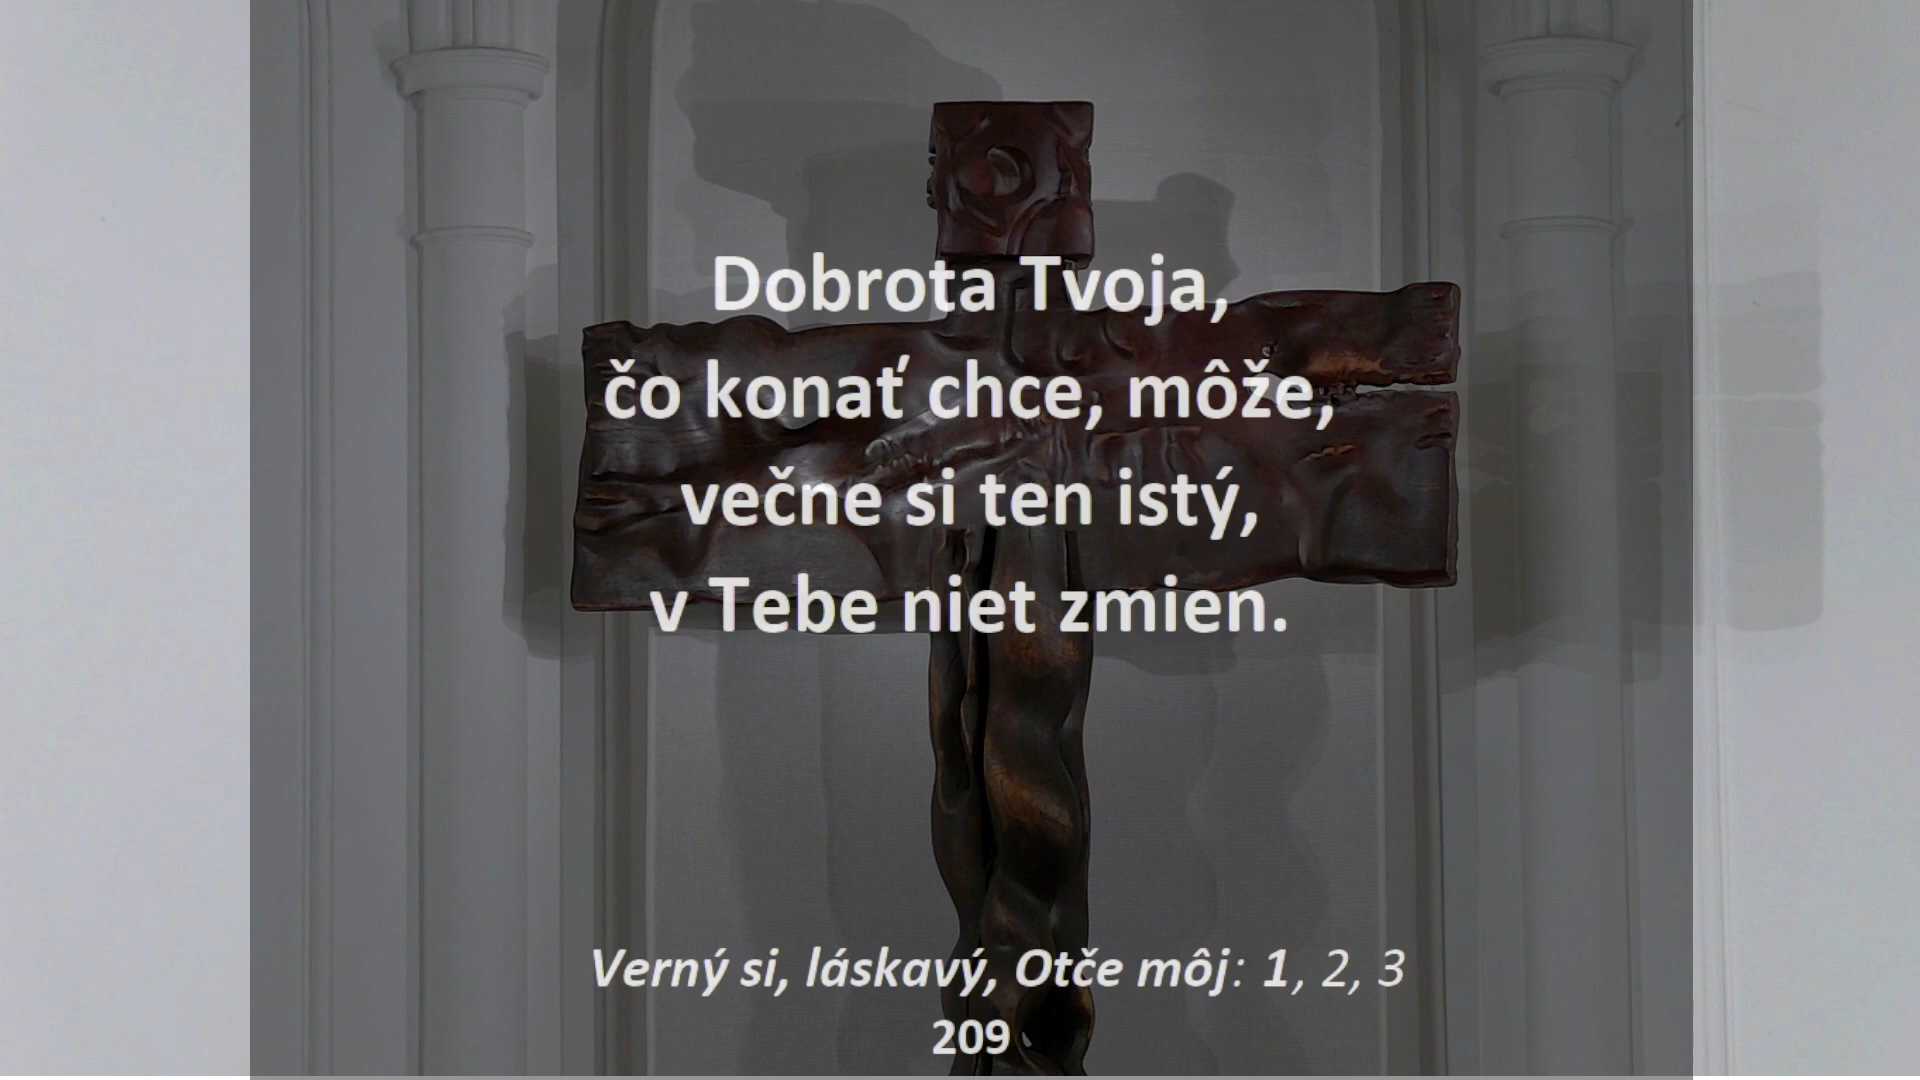 Dobrota Tvoja,
čo konať chce, môže,
večne si ten istý,
v Tebe niet zmien.
Verný si, láskavý, Otče môj: 1, 2, 3
209